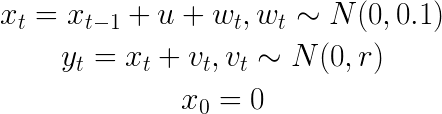 x_t = x_{t-1} + u + w_t, w_t ∼ N(0, 0.1)
y_t = x_t + v_t, v_t ∼ N(0, r)
x_0 = 0